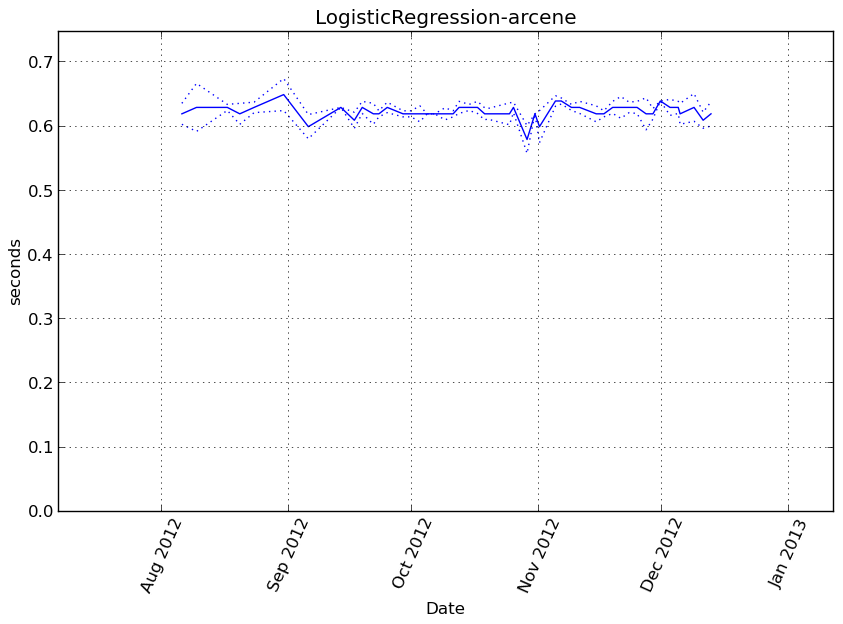 LogisticRegression-arcene
0.7
0.6
0.5
0.4
0.3
0.2
0.1
0.0
seconds
Aug 2012
Sep 2012
Oct 2012
Nov 2012
Dec 2012
Jan 2013
Date